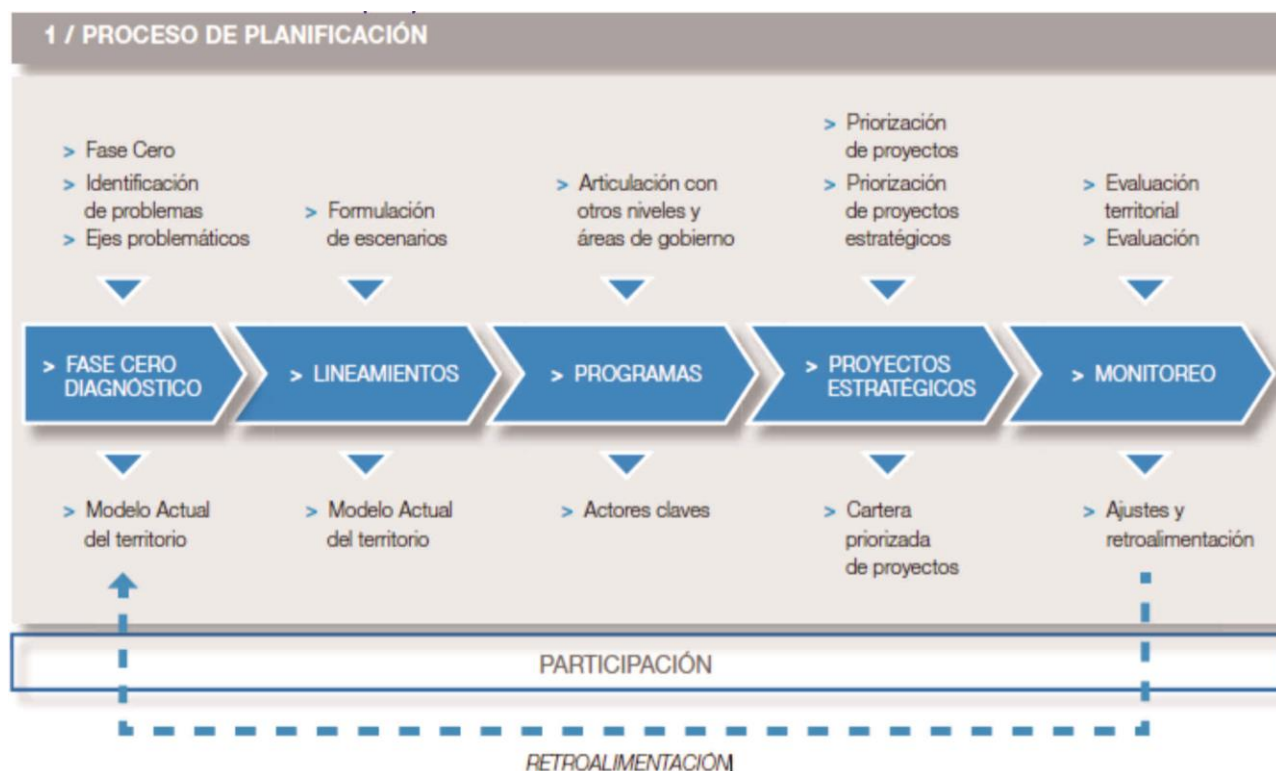 1 / PROCESO DE PLANIFICACIÓN
> Fase Cero
> Identificación
de problemas
> Ejes problemáticos
> Formulación
de escenarios
> Articulación con
otros niveles y
áreas de gobierno
> Priorización
de proyectos
> Priorización
de proyectos
estratégicos
> Evaluación
territorial
> Evaluación
> FASE CERO
DIAGNÓSTICO
> LINEAMIENTOS
> PROGRAMAS
> PROYECTOS
ESTRATÉGICOS
> MONITOREO
> Modelo Actual
del territorio
> Modelo Actual
del territorio
> Actores claves
> Cartera
priorizada
de proyectos
> Ajustes y
retroalimentación
PARTICIPACIÓN
RETROALIMENTACIÓN